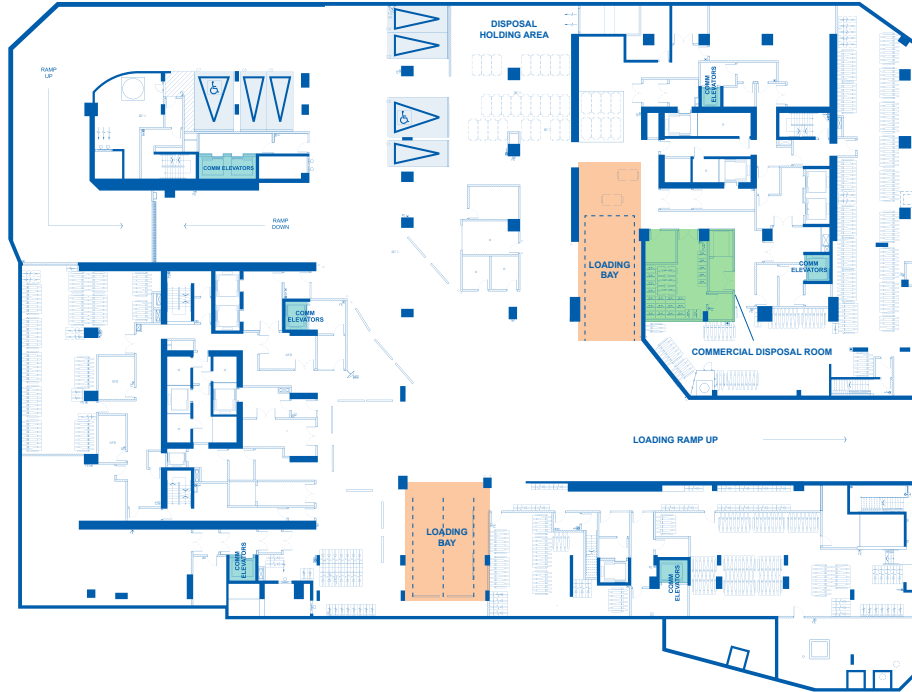 DISPOSAL
HOLDING AREA
RAMP
UP
COMM
ELEVATORS
COMM ELEVATORS
RAMP
DOWN
LOADING
BAY
COMM
ELEVATORS
COMM
ELEVATORS
COMMERCIAL DISPOSAL ROOM
LOADING RAMP UP
LOADING
BAY
COMM
ELEVATORS
COMM
ELEVATORS